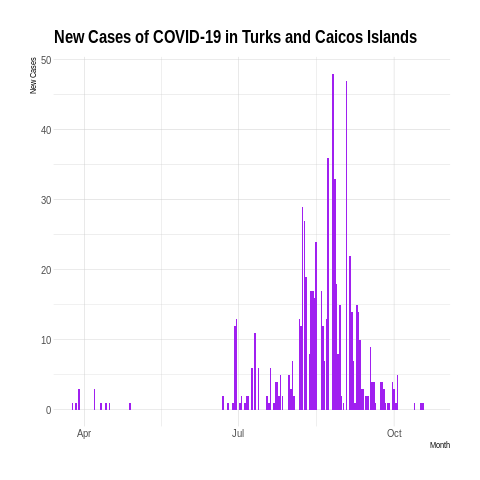 New Cases of COVID-19 in Turks and Caicos Islands
New Cases
50
40
30
20
10
0
Apr
Jul
Oct
Month